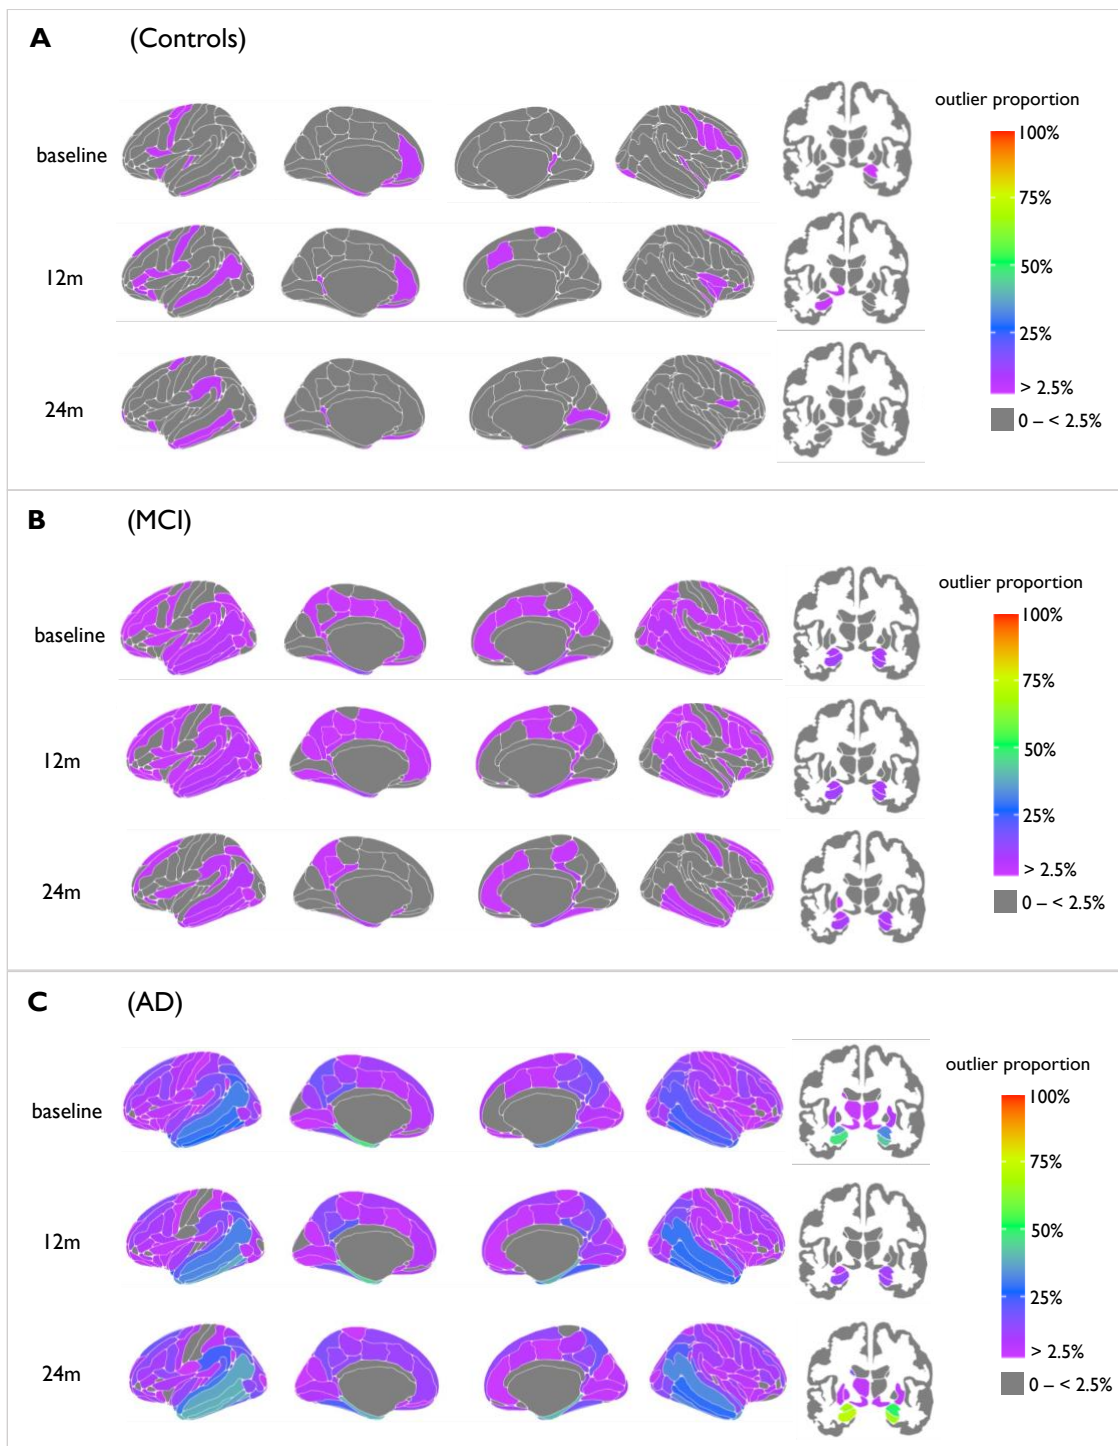 A (Controls)
outlier proportion
100%
baseline
75%
12m
50%
25%
> 2.5%
24m
0 – < 2.5%
B (MCI)
outlier proportion
100%
baseline
75%
12m
50%
25%
> 2.5%
24m
0 – < 2.5%
C (AD)
outlier proportion
100%
baseline
75%
12m
50%
25%
> 2.5%
24m
0 – < 2.5%